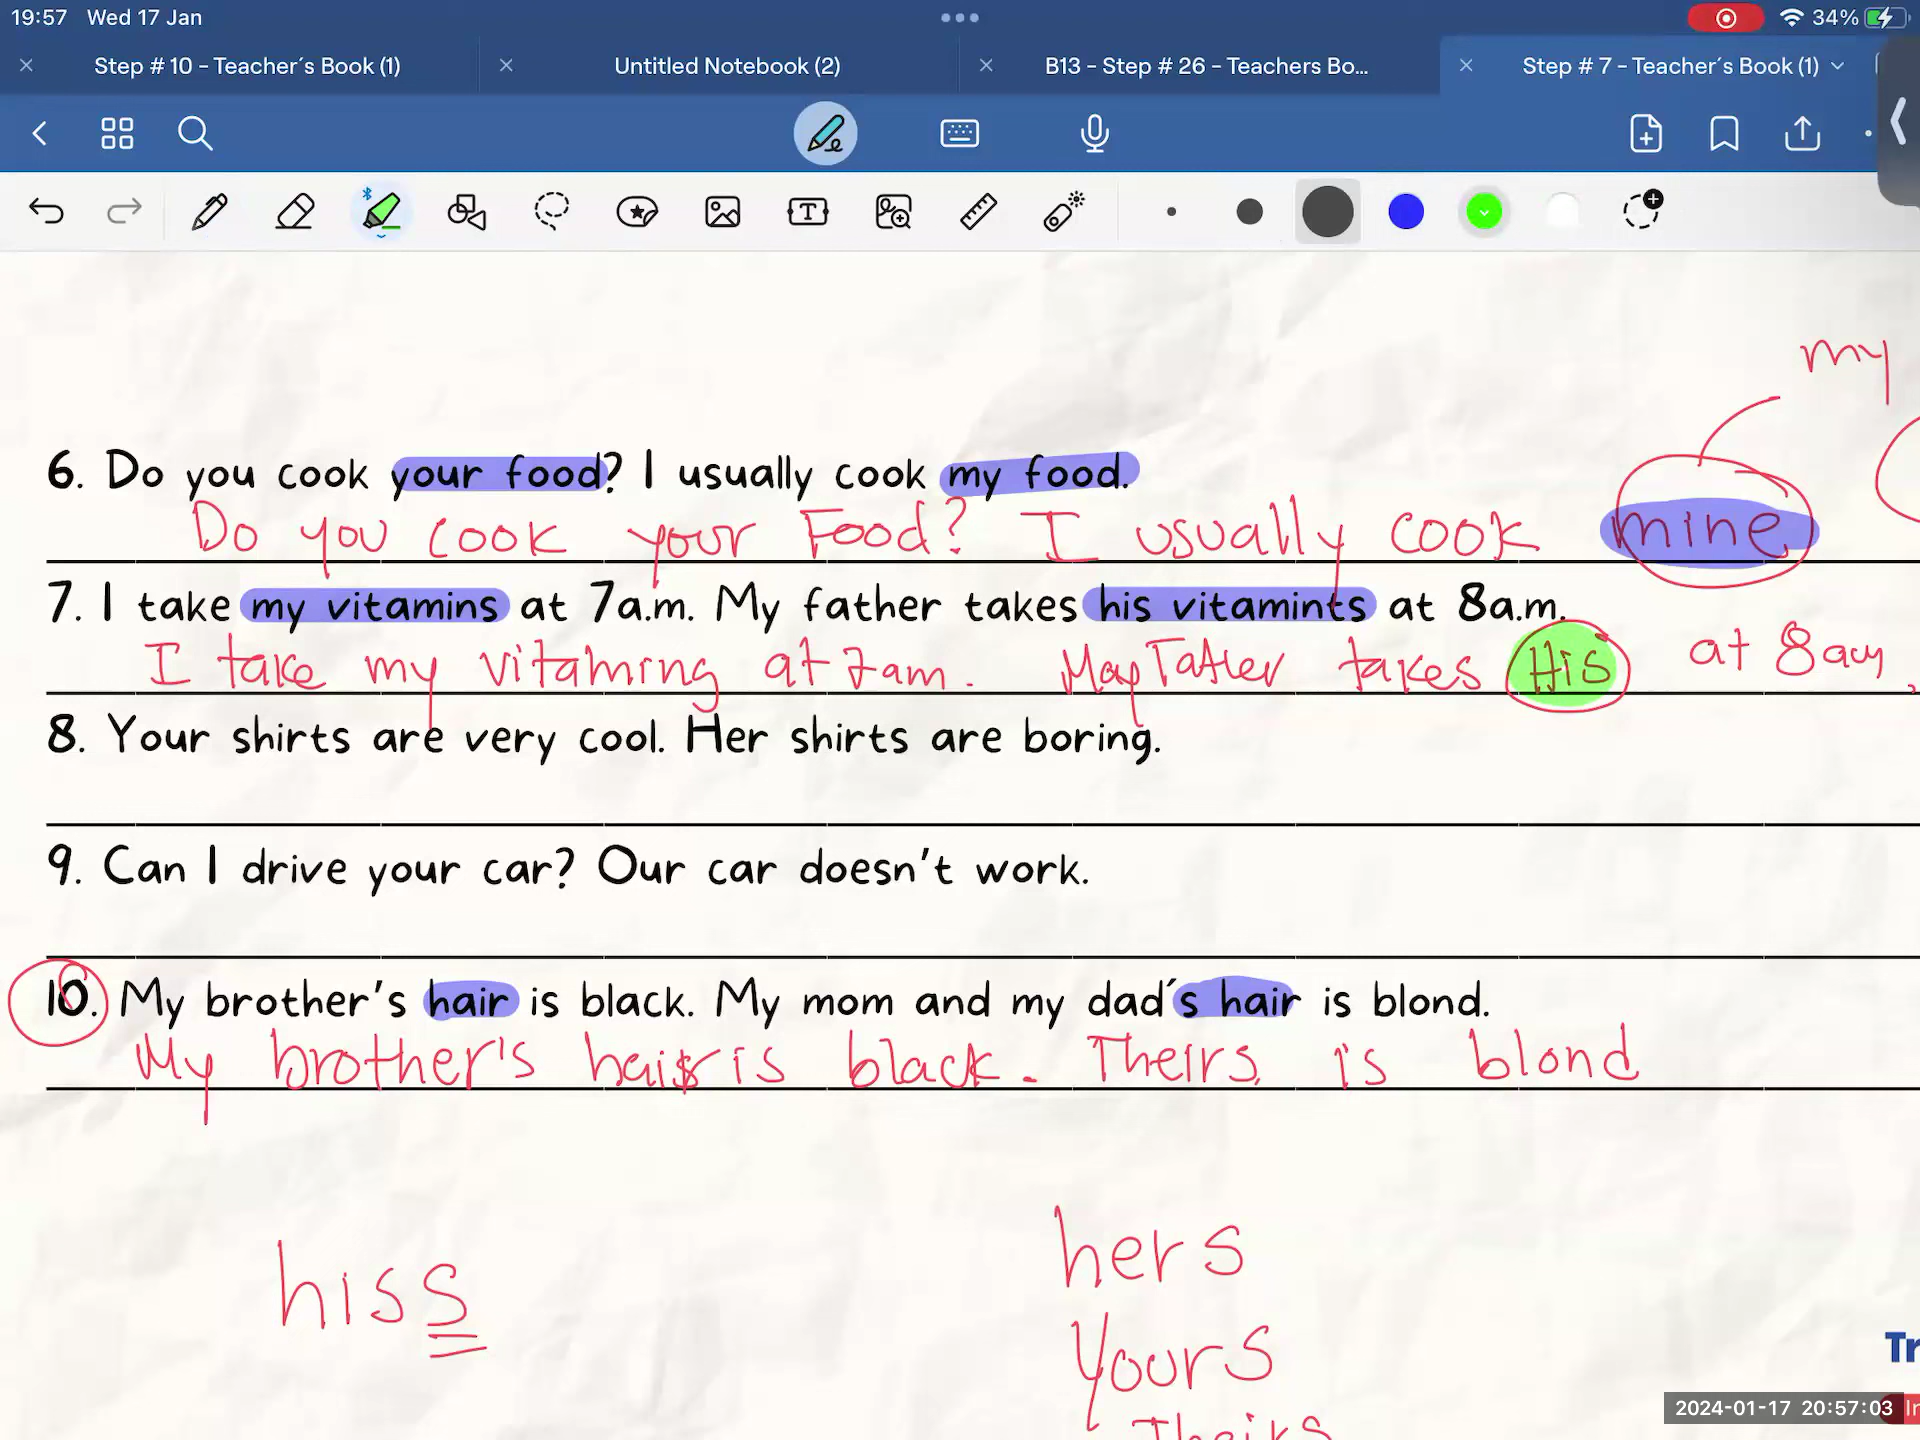 19:57 Wed 17 Jan
34%
Step # 10 - Teacher´s Book (1)
Untitled Notebook (2)
B13 - Step # 26 - Teachers Bo...
Step # 7 - Teacher´s Book (1)
my
6. Do you cook your food? I usually cook my food.
Do you cook your Food? I usually cook mine
7. I take my vitamins at 7a.m. My father takes his vitamints at 8a.m.
I take my vitaming at 7am. takes His at 8am.
8. Your shirts are very cool. Her shirts are boring.
9. Can I drive your car? Our car doesn't work.
10. My brother's hair is black. My mom and my dad´s hair is blond.
My brother's hair is black. Theirs is blond
hers
hiss
Yours
Theirs
Tr
2024-01-17 20:57:03